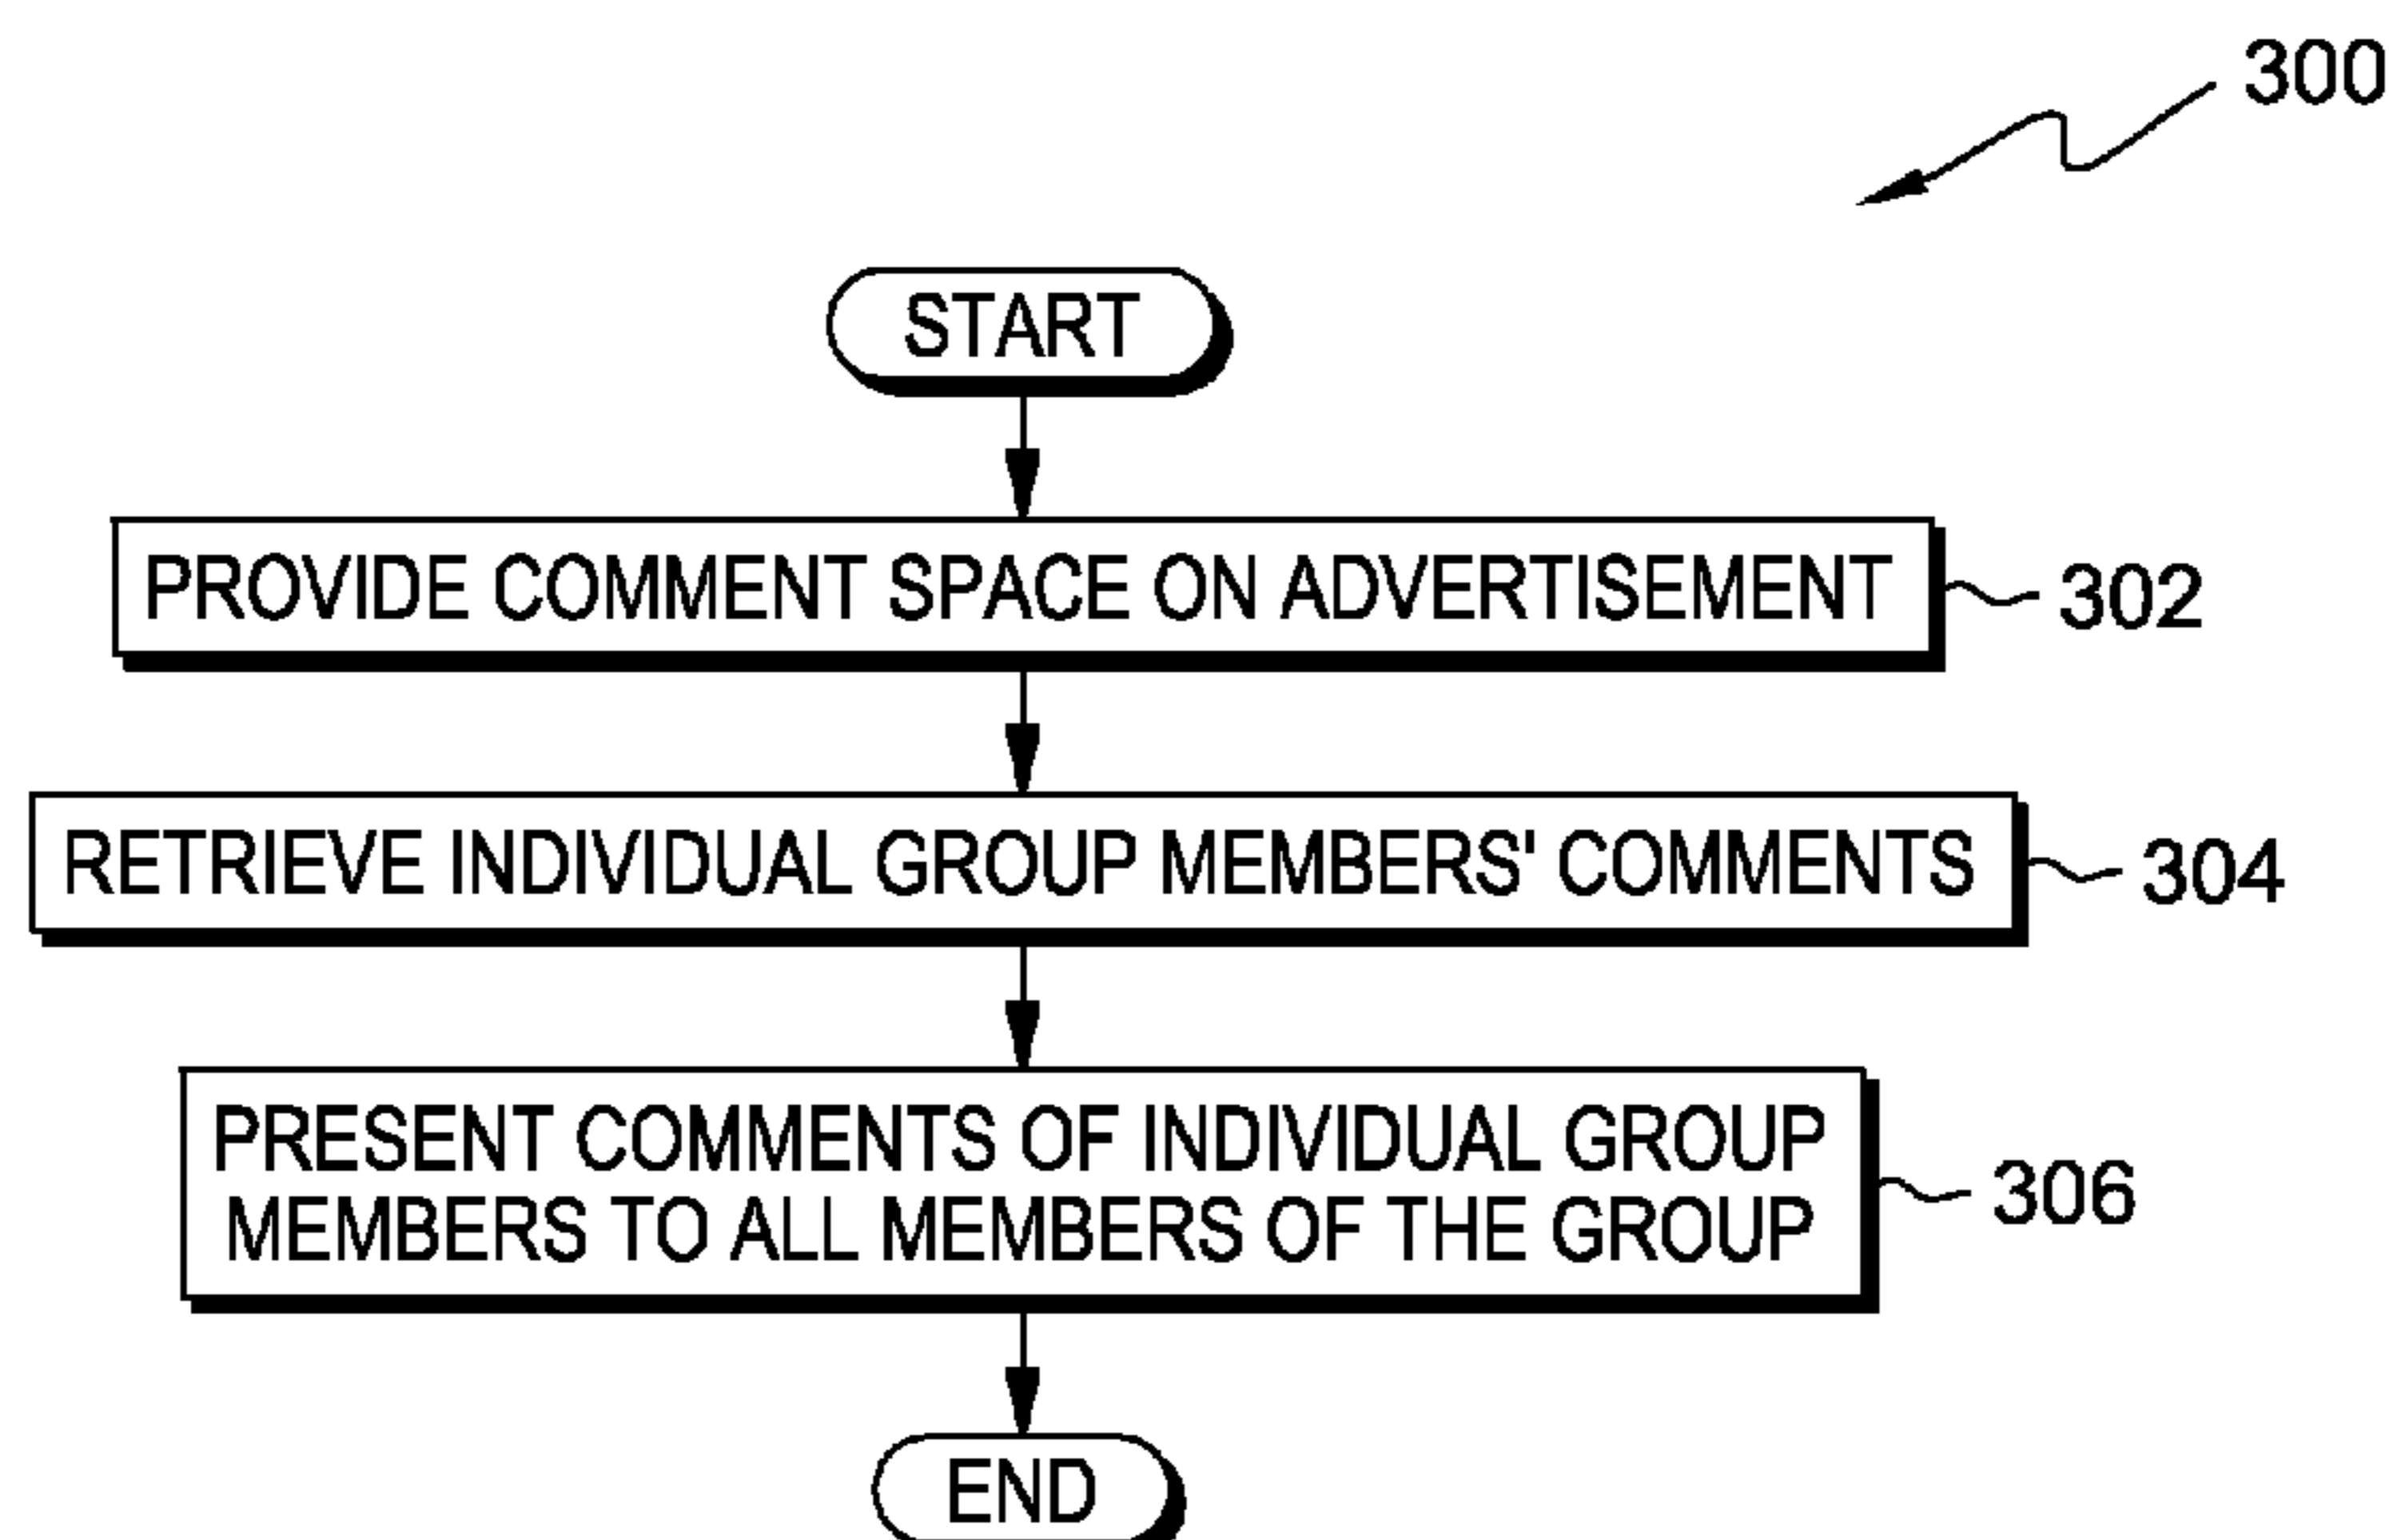 300
START
PROVIDE COMMENT SPACE ON ADVERTISEMENT
302
RETRIEVE INDIVIDUAL GROUP MEMBERS' COMMENTS
304
PRESENT COMMENTS OF INDIVIDUAL GROUP
MEMBERS TO ALL MEMBERS OF THE GROUP
306
END